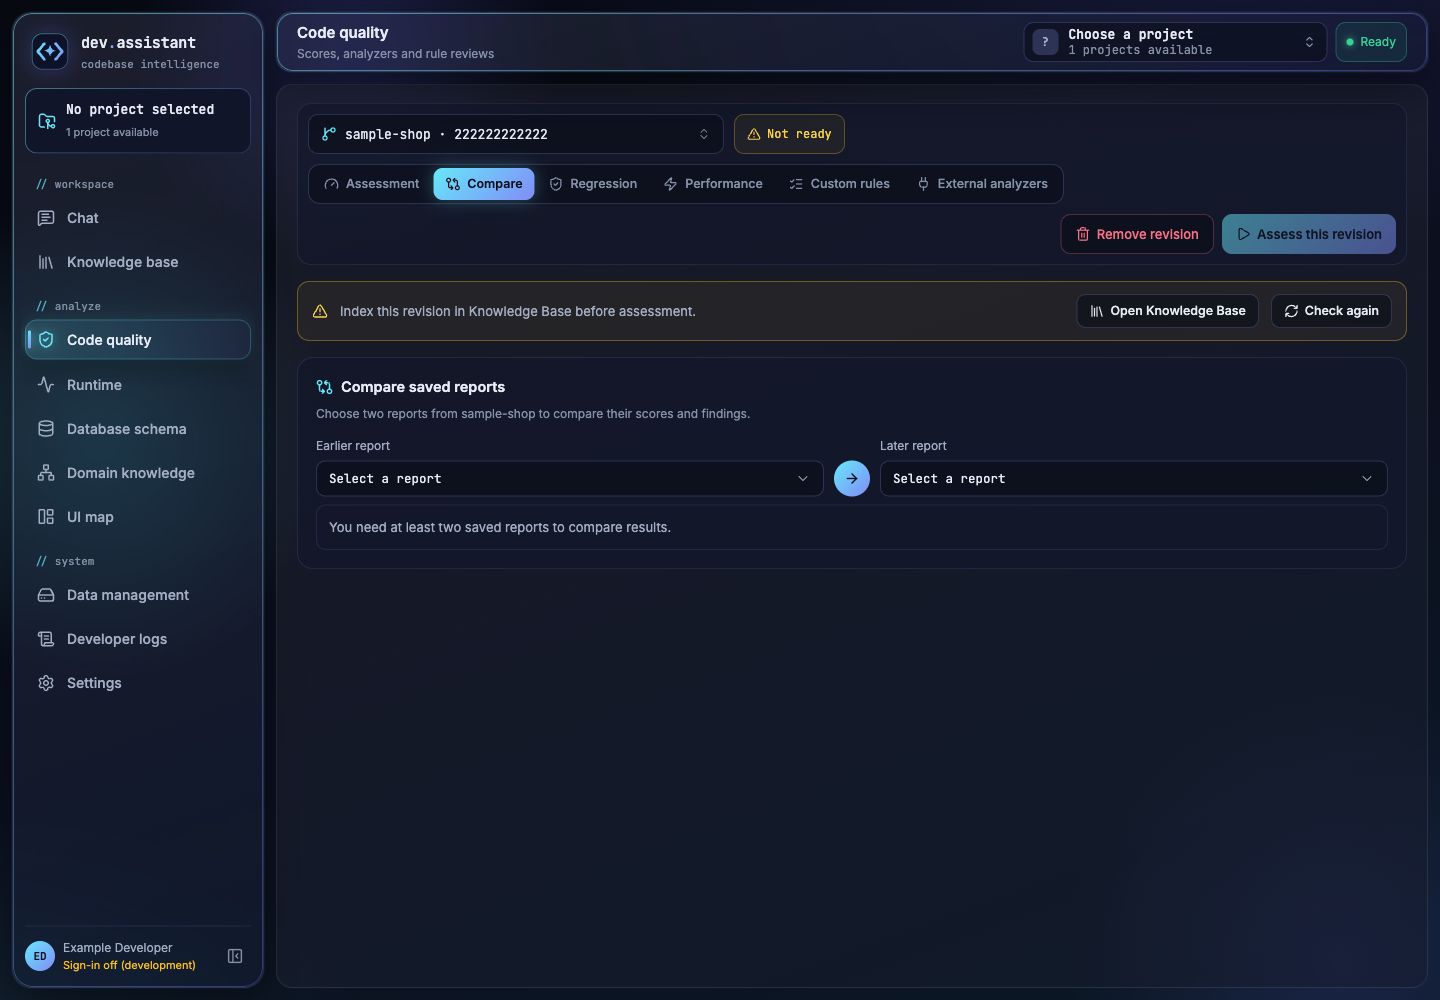 dev.assistant
codebase intelligence
No project selected
1 project available
// workspace
Chat
Knowledge base
// analyze
Code quality
Runtime
Database schema
Domain knowledge
UI map
// system
Data management
Developer logs
Settings
ED
Example Developer
Sign-in off (development)
Code quality
Scores, analyzers and rule reviews
?
Choose a project
1 projects available
Ready
sample-shop · 222222222222
Not ready
Assessment
Compare
Regression
Performance
Custom rules
External analyzers
Remove revision
Assess this revision
Index this revision in Knowledge Base before assessment.
Open Knowledge Base
Check again
Compare saved reports
Choose two reports from sample-shop to compare their scores and findings.
Earlier report
Select a report
Later report
Select a report
You need at least two saved reports to compare results.